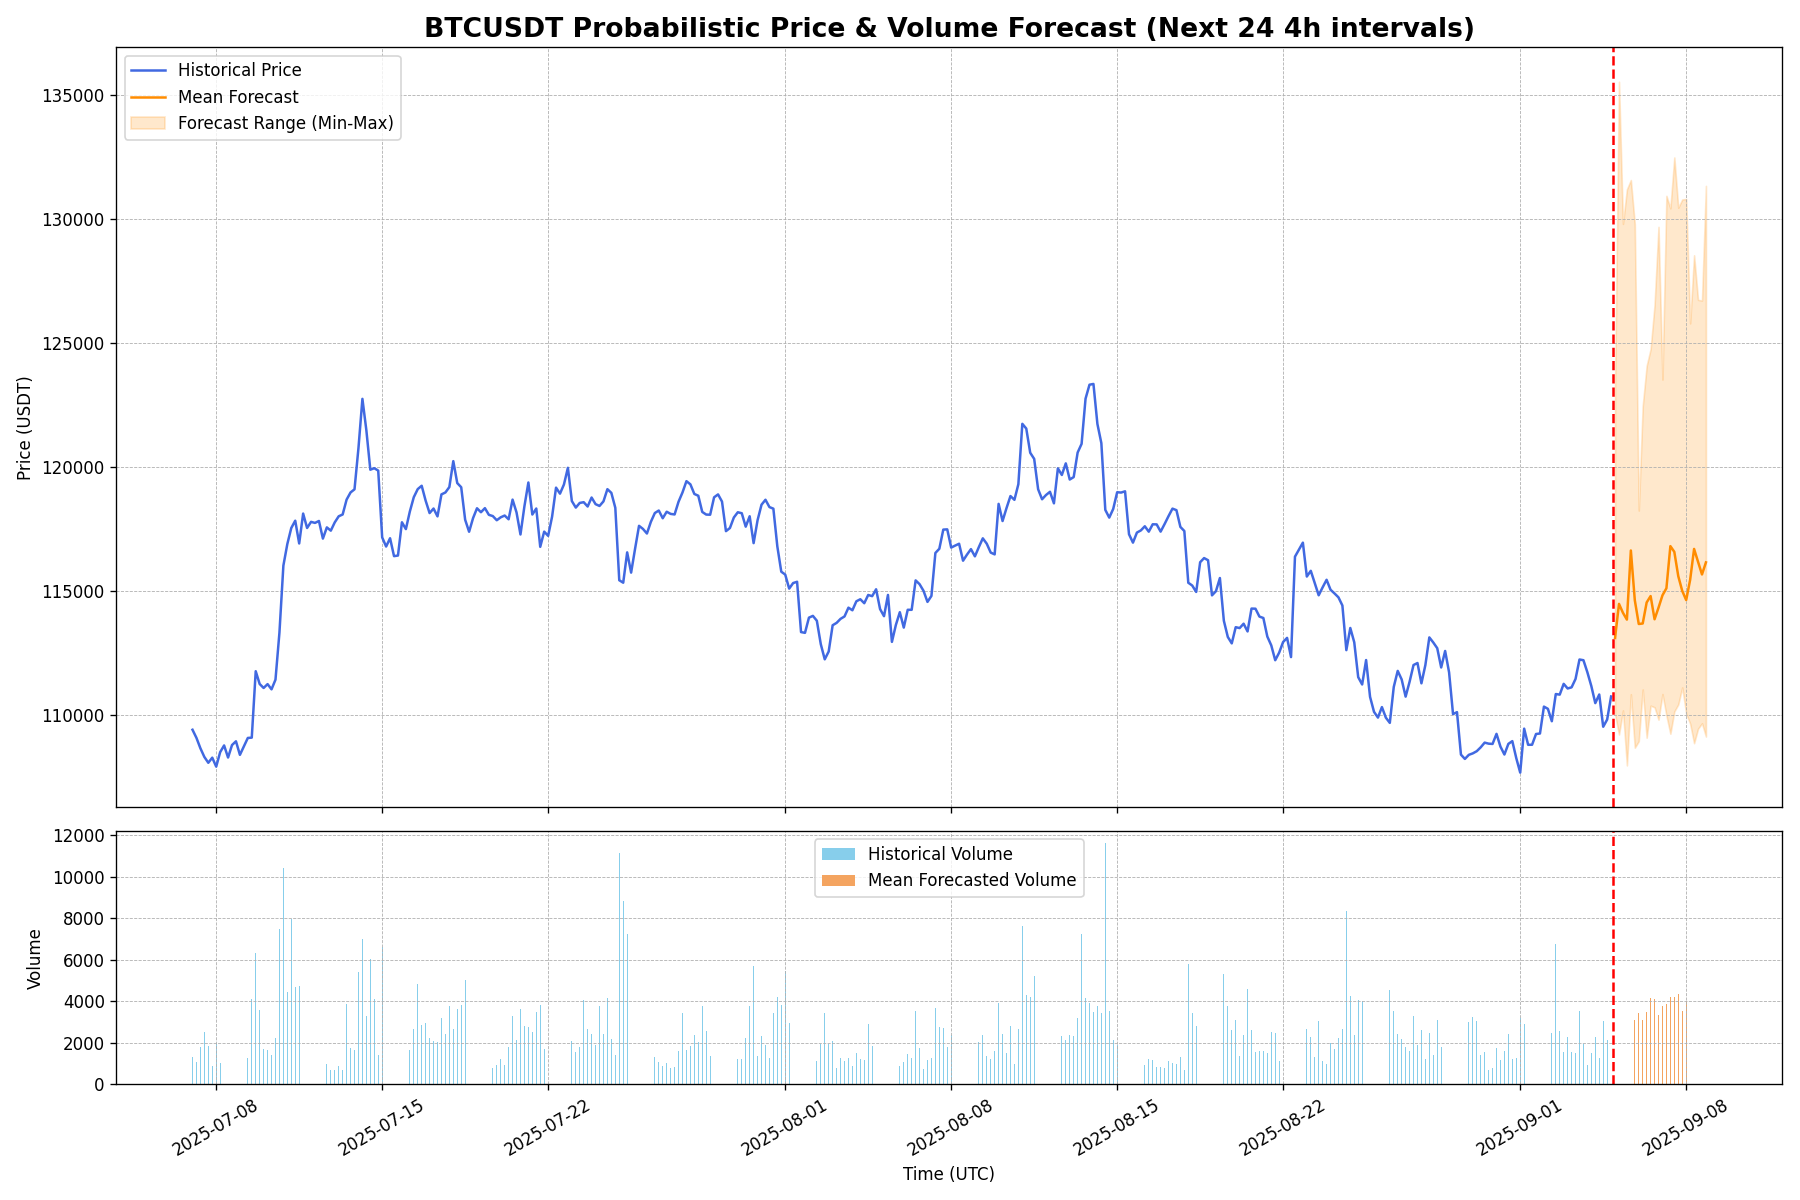 BTCUSDT Probabilistic Price & Volume Forecast (Next 24 4h intervals)
Historical Price
Mean Forecast
Forecast Range (Min-Max)
135000
130000
125000
120000
115000
110000
Price (USDT)
Historical Volume
Mean Forecasted Volume
12000
10000
8000
6000
4000
2000
0
Volume
2025-07-08
2025-07-15
2025-07-22
2025-08-01
2025-08-08
2025-08-15
2025-08-22
2025-09-01
2025-09-08
Time (UTC)